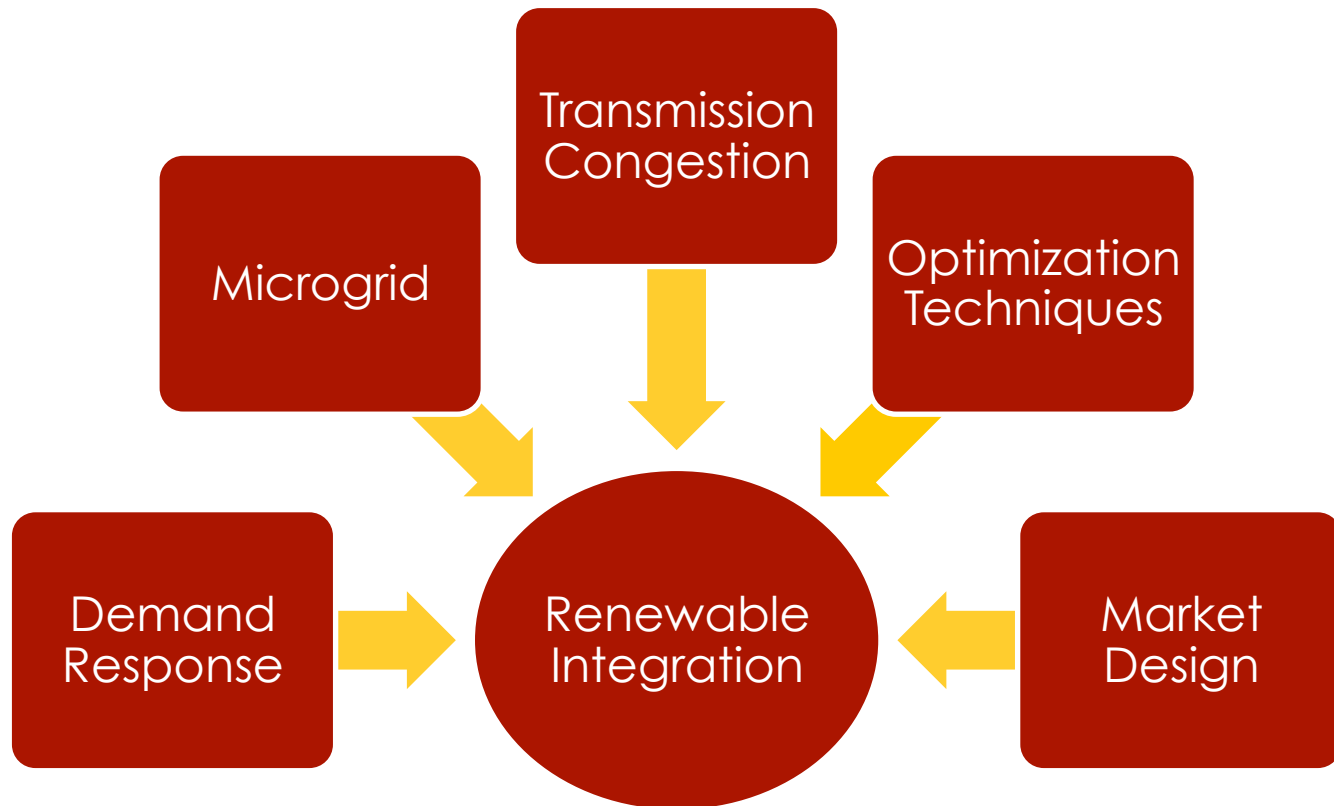 Transmission
Congestion
Microgrid
Optimization
Techniques
Demand
Response
Renewable
Integration
Market
Design